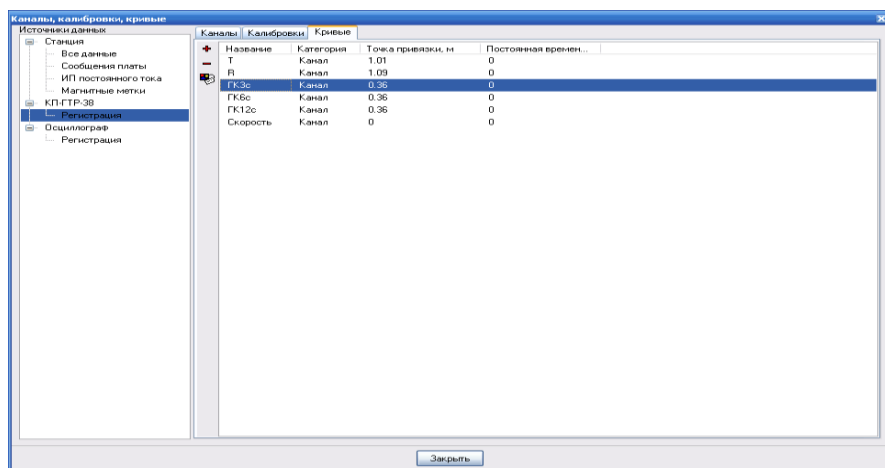 Каналы, калибровки, кривые
Источники данных
Станция
Все данные
Сообщения платы
ИП постоянного тока
Магнитные метки
КП-ГТР-38
Регистрация
Осциллограф
Регистрация
Каналы Калибровки Кривые
Название Категория Точка привязки, м Постоянная времен...
T Канал 1.01 0
R Канал 1.09 0
ГК3с Канал 0.36 0
ГК6с Канал 0.36 0
ГК12с Канал 0.36 0
Скорость Канал 0 0
Закрыть